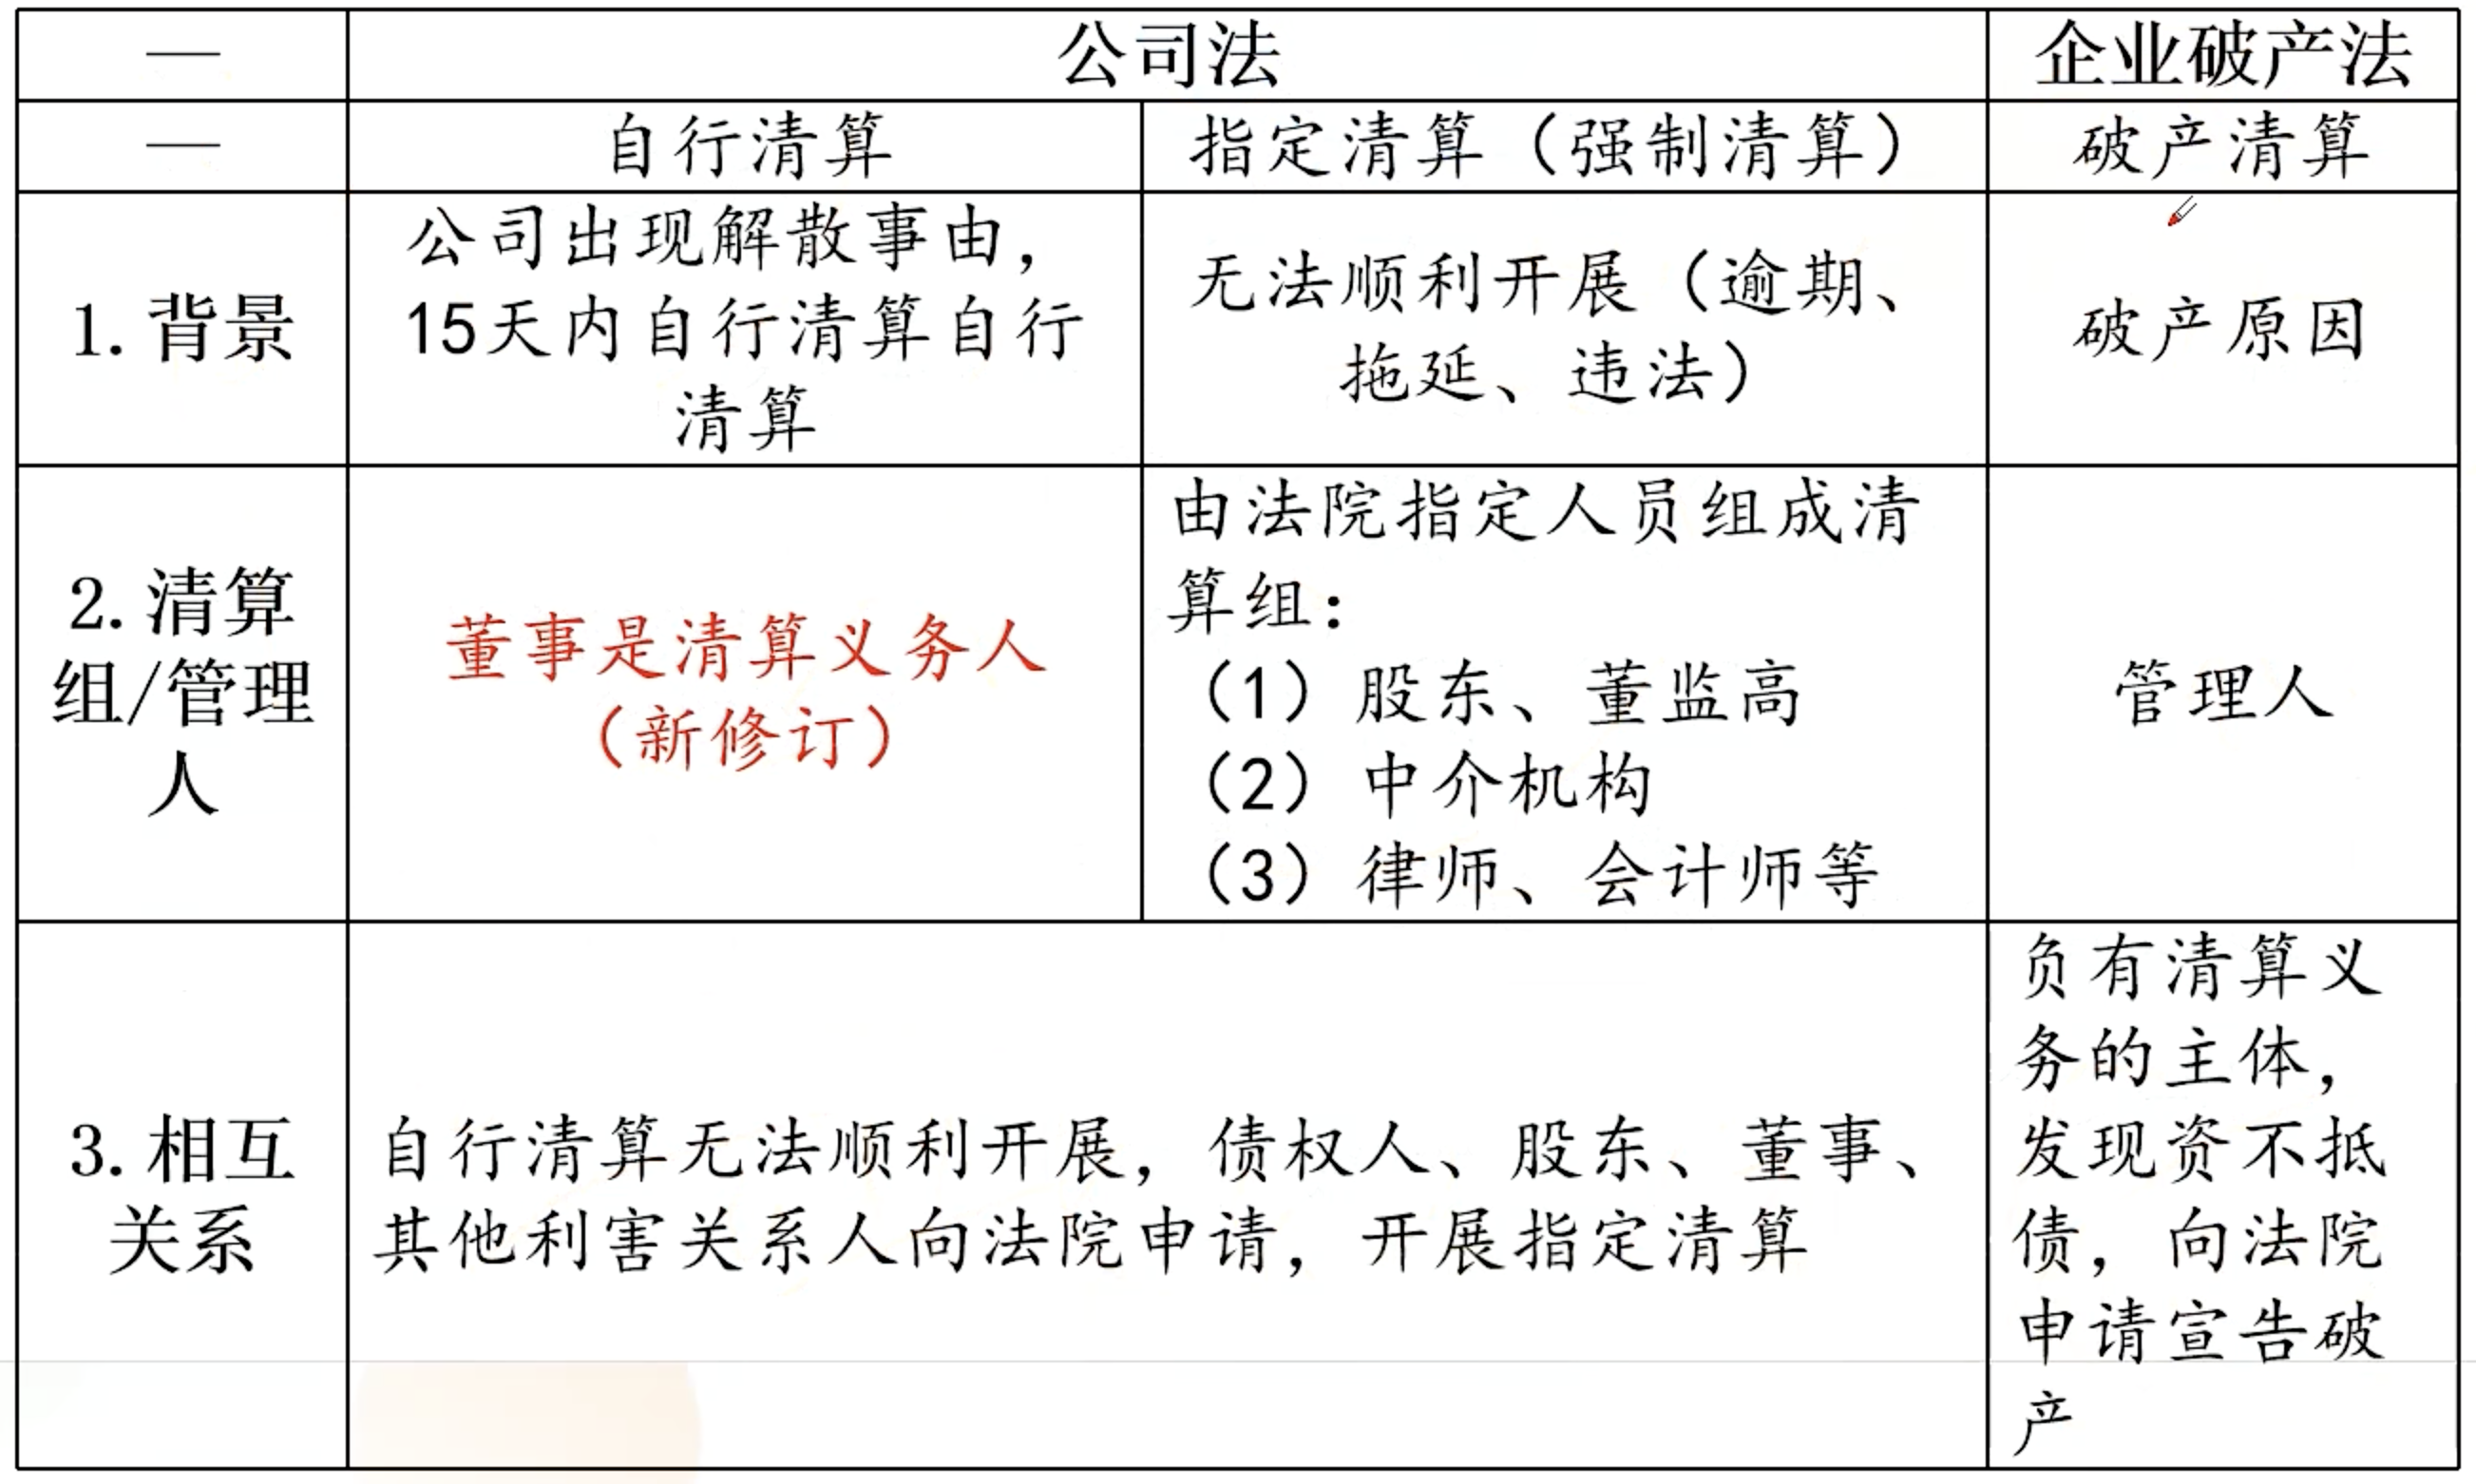 —
公司法
企业破产法
—
自行清算
指定清算（强制清算）
破产清算
1.背景
公司出现解散事由，
15天内自行清算自行
清算
无法顺利开展（逾期、
拖延、违法）
破产原因
2.清算
组/管理
人
董事是清算义务人
（新修订）
由法院指定人员组成清
算组：
（1）股东、董监高
（2）中介机构
（3）律师、会计师等
管理人
3.相互
关系
自行清算无法顺利开展，债权人、股东、董事、
其他利害关系人向法院申请，开展指定清算
负有清算义
务的主体，
发现资不抵
债，向法院
申请宣告破
产